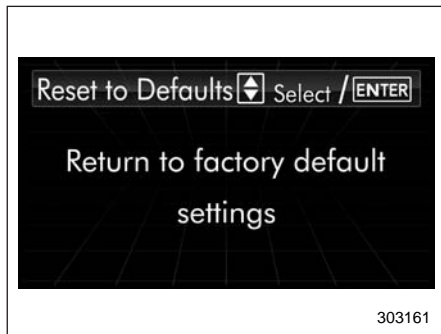 Reset to Defaults Select / ENTER
Return to factory default
settings
303161